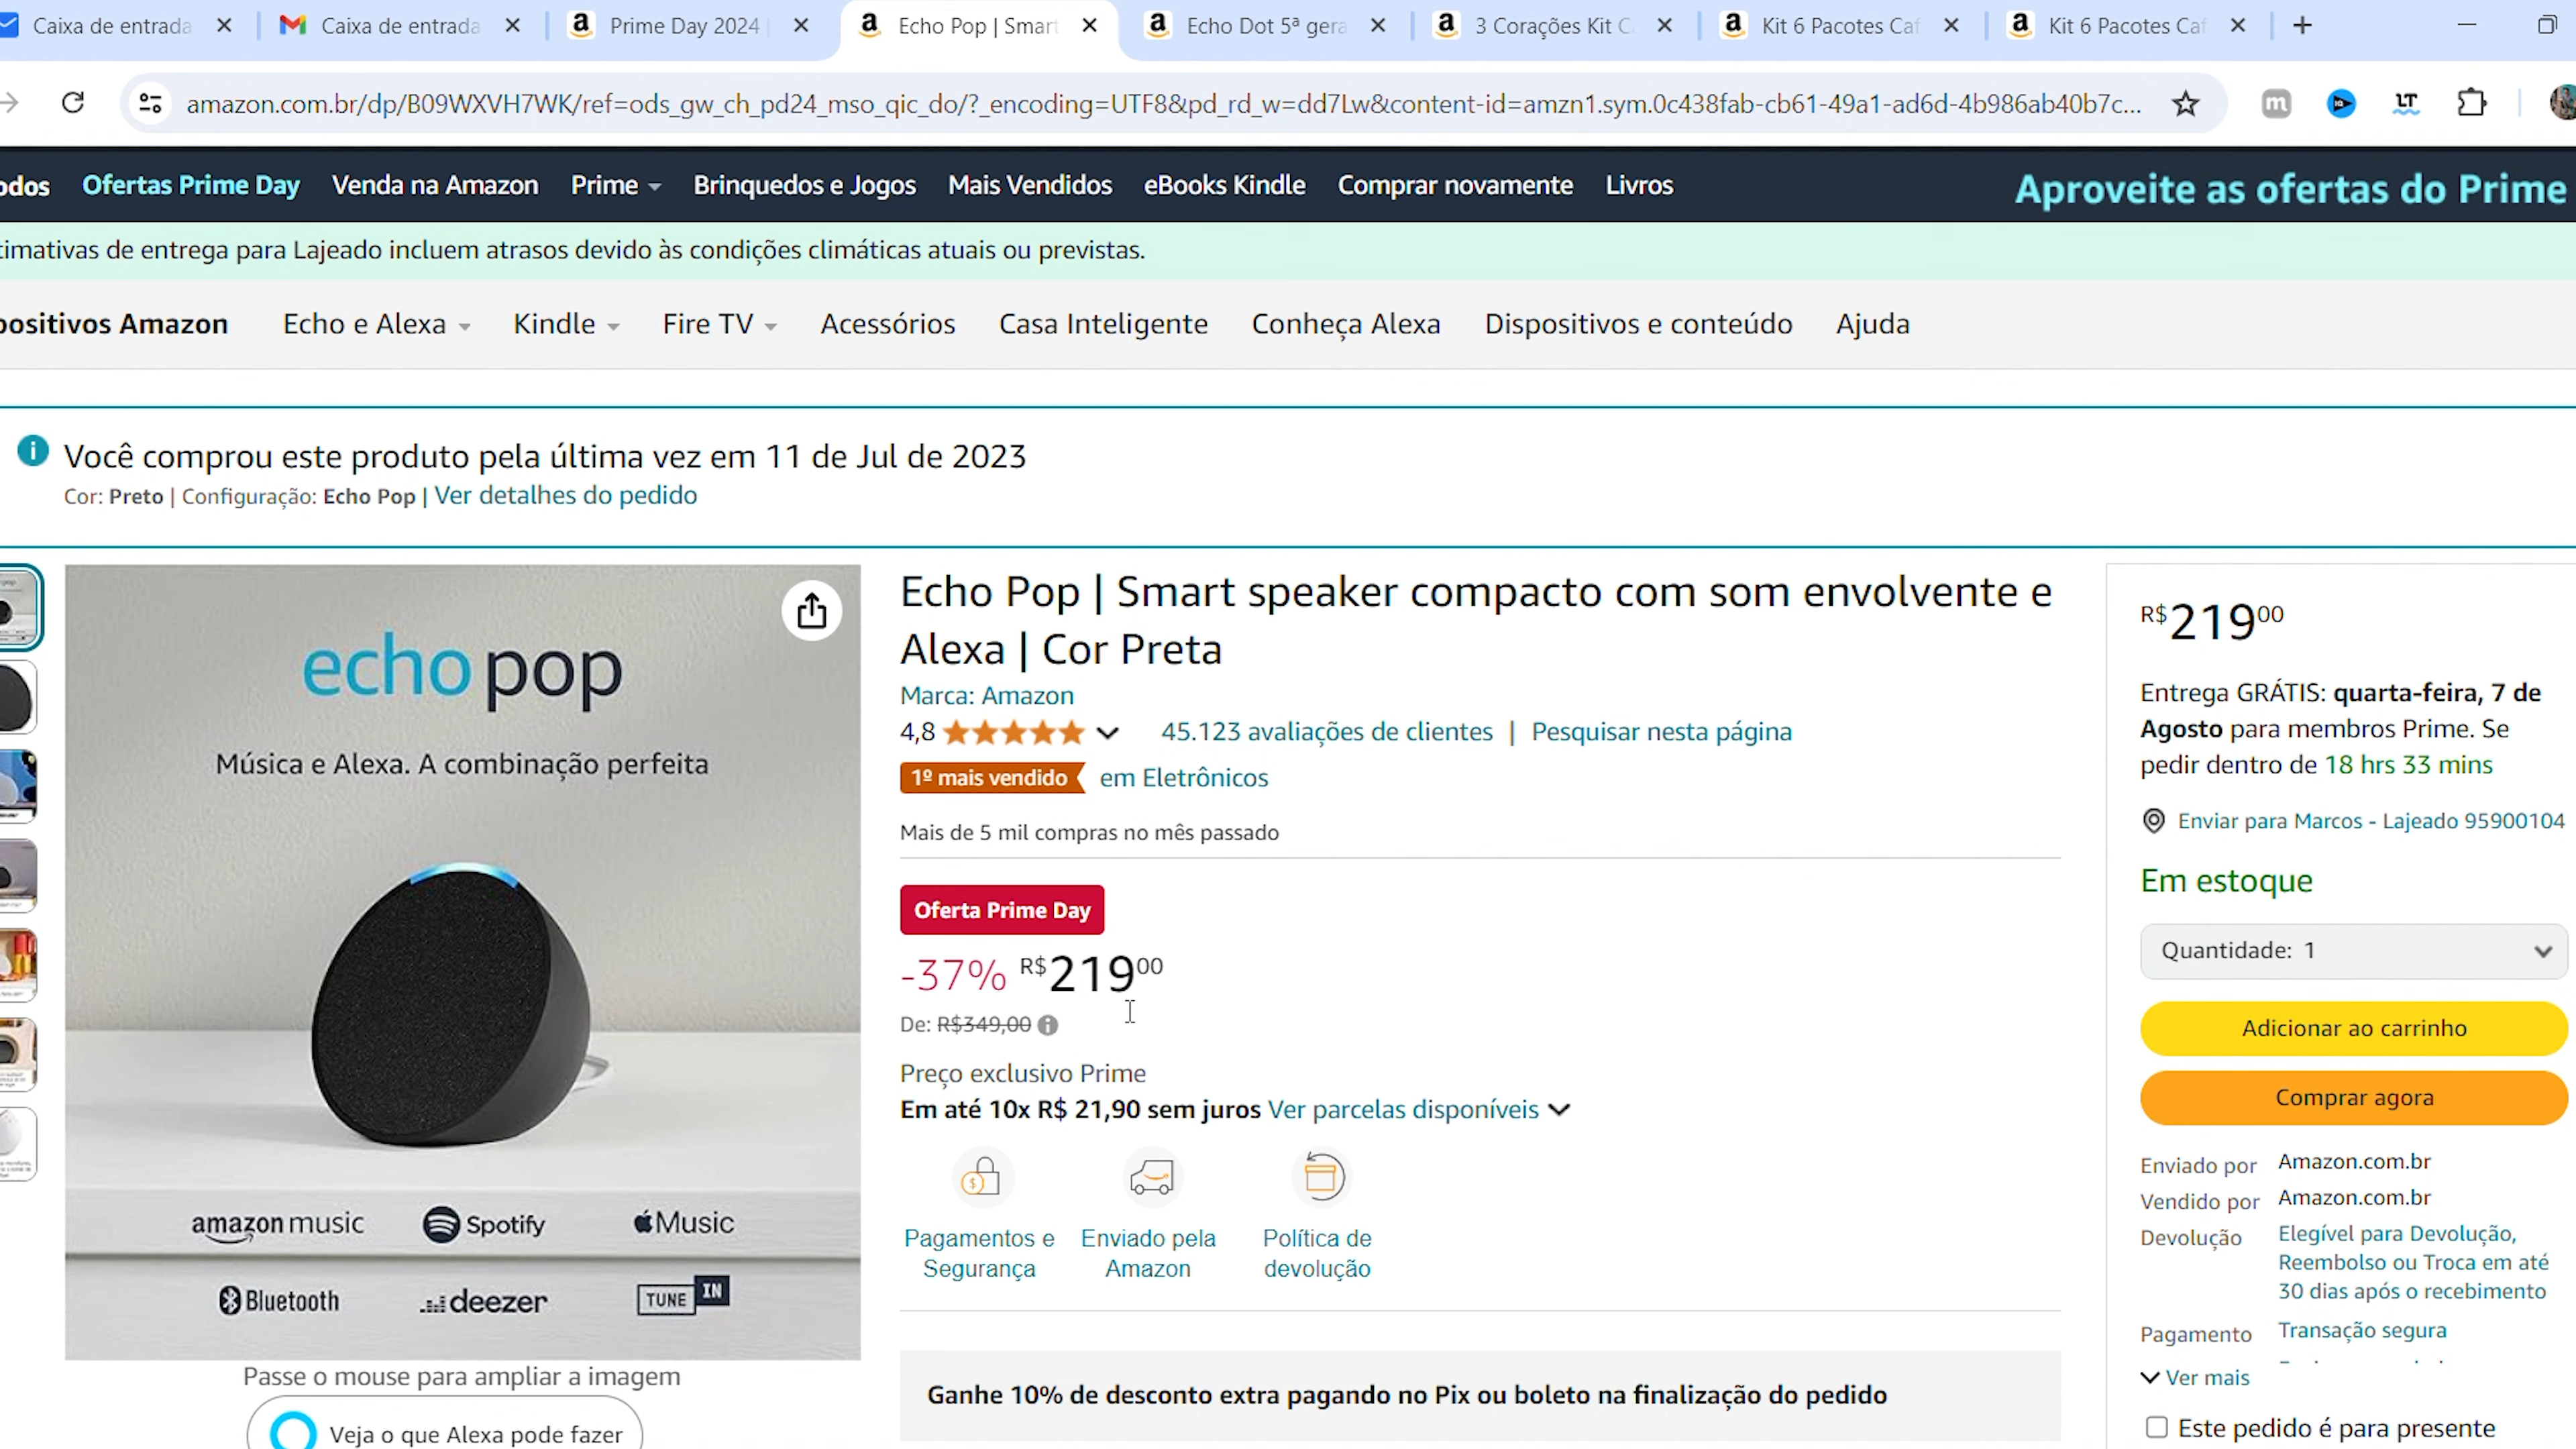 Caixa de entrada
Caixa de entrada
Prime Day 2024 |
Echo Pop | Smart
Echo Dot 5ª gera
3 Corações Kit C
Kit 6 Pacotes Caf
Kit 6 Pacotes Caf
amazon.com.br/dp/B09WXVH7WK/ref=ods_gw_ch_pd24_mso_qic_do/?_encoding=UTF8&pd_rd_w=dd7Lw&content-id=amzn1.sym.0c438fab-cb61-49a1-ad6d-4b986ab40b7c...
odos Ofertas Prime Day Venda na Amazon Prime Brinquedos e Jogos Mais Vendidos eBooks Kindle Comprar novamente Livros Aproveite as ofertas do Prime
timativas de entrega para Lajeado incluem atrasos devido às condições climáticas atuais ou previstas.
positivos Amazon Echo e Alexa Kindle Fire TV Acessórios Casa Inteligente Conheça Alexa Dispositivos e conteúdo Ajuda
Você comprou este produto pela última vez em 11 de Jul de 2023
Cor: Preto | Configuração: Echo Pop | Ver detalhes do pedido
echo pop
Música e Alexa. A combinação perfeita
amazon music Spotify Music
Bluetooth deezer TUNE IN
Passe o mouse para ampliar a imagem
Veja o que Alexa pode fazer
Echo Pop | Smart speaker compacto com som envolvente e
Alexa | Cor Preta
Marca: Amazon
4,8 45.123 avaliações de clientes | Pesquisar nesta página
1º mais vendido em Eletrônicos
Mais de 5 mil compras no mês passado
Oferta Prime Day
-37% R$21900
De: R$349,00
Preço exclusivo Prime
Em até 10x R$ 21,90 sem juros Ver parcelas disponíveis
Pagamentos e
Segurança
Enviado pela
Amazon
Política de
devolução
Ganhe 10% de desconto extra pagando no Pix ou boleto na finalização do pedido
R$21900
Entrega GRÁTIS: quarta-feira, 7 de
Agosto para membros Prime. Se
pedir dentro de 18 hrs 33 mins
Enviar para Marcos - Lajeado 95900104
Em estoque
Quantidade: 1
Adicionar ao carrinho
Comprar agora
Enviado por Amazon.com.br
Vendido por Amazon.com.br
Devolução Elegível para Devolução,
Reembolso ou Troca em até
30 dias após o recebimento
Pagamento Transação segura
Ver mais
Este pedido é para presente